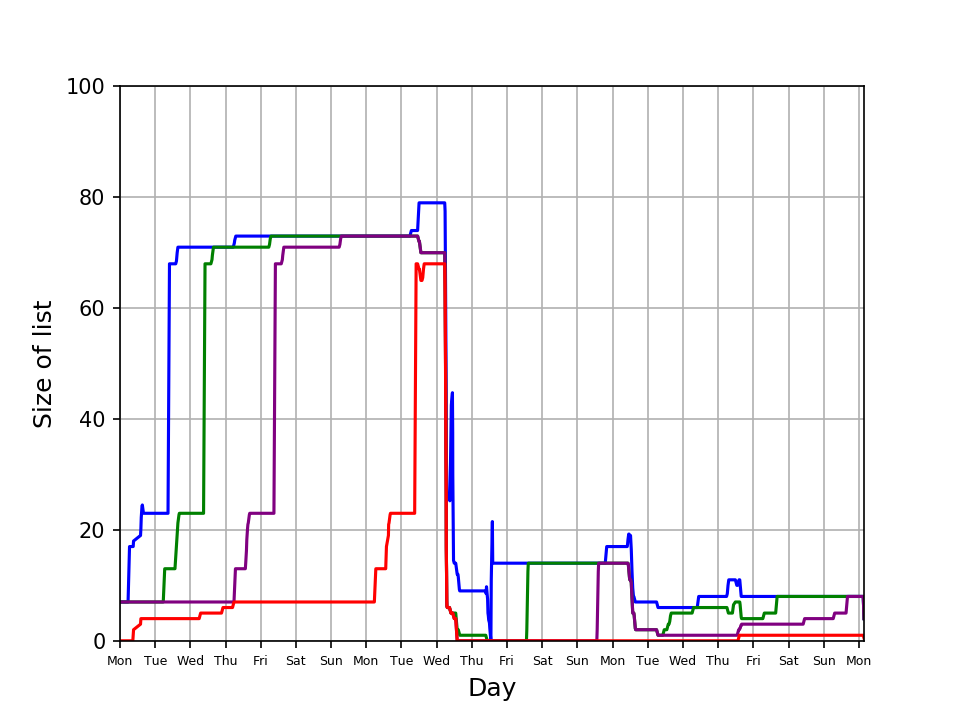 100
80
60
40
20
0
Size of list
Mon Tue Wed Thu Fri Sat Sun Mon Tue Wed Thu Fri Sat Sun Mon Tue Wed Thu Fri Sat Sun Mon
Day